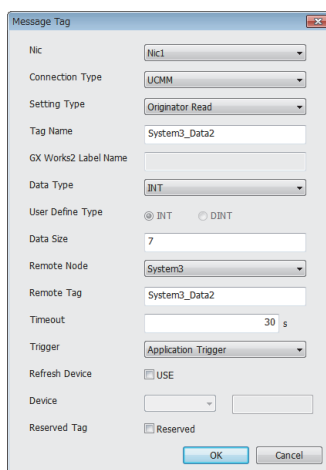 Message Tag
Nic Nic1
Connection Type UCMM
Setting Type Originator Read
Tag Name System3_Data2
GX Works2 Label Name
Data Type INT
User Define Type INT DINT
Data Size 7
Remote Node System3
Remote Tag System3_Data2
Timeout 30 s
Trigger Application Trigger
Refresh Device USE
Device
Reserved Tag Reserved
OK Cancel